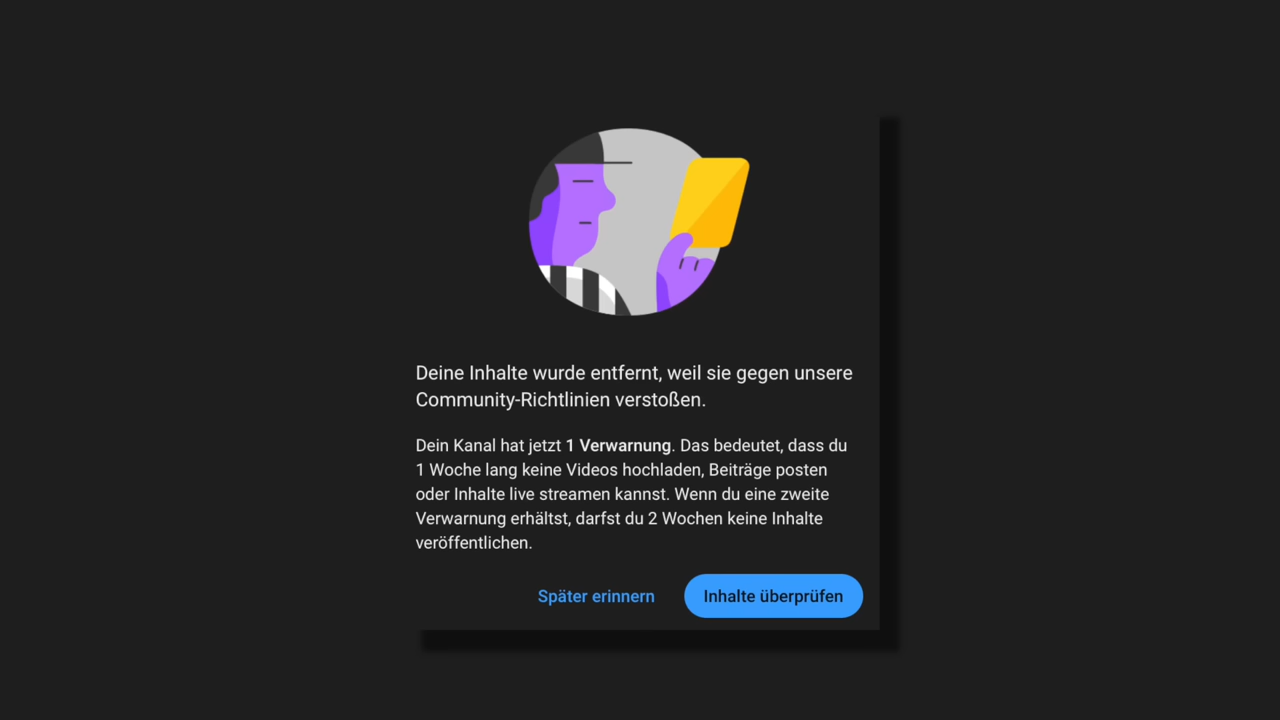 Deine Inhalte wurde entfernt, weil sie gegen unsere
Community-Richtlinien verstoßen.
Dein Kanal hat jetzt 1 Verwarnung. Das bedeutet, dass du
1 Woche lang keine Videos hochladen, Beiträge posten
oder Inhalte live streamen kannst. Wenn du eine zweite
Verwarnung erhältst, darfst du 2 Wochen keine Inhalte
veröffentlichen.
Später erinnern
Inhalte überprüfen